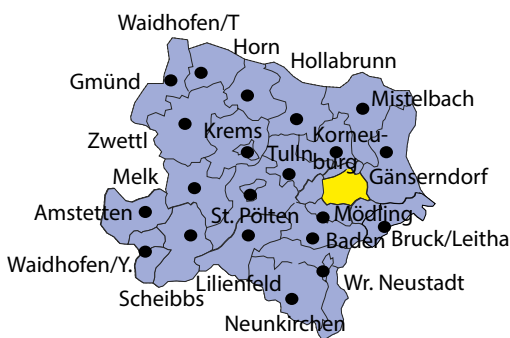 Waidhofen/T
Horn
Hollabrunn
Gmünd
Mistelbach
Zwettl
Krems
Korneu-
burg
Tulln
Melk
Gänserndorf
Amstetten
St. Pölten
Mödling
Baden
Bruck/Leitha
Waidhofen/Y.
Lilienfeld
Wr. Neustadt
Scheibbs
Neunkirchen